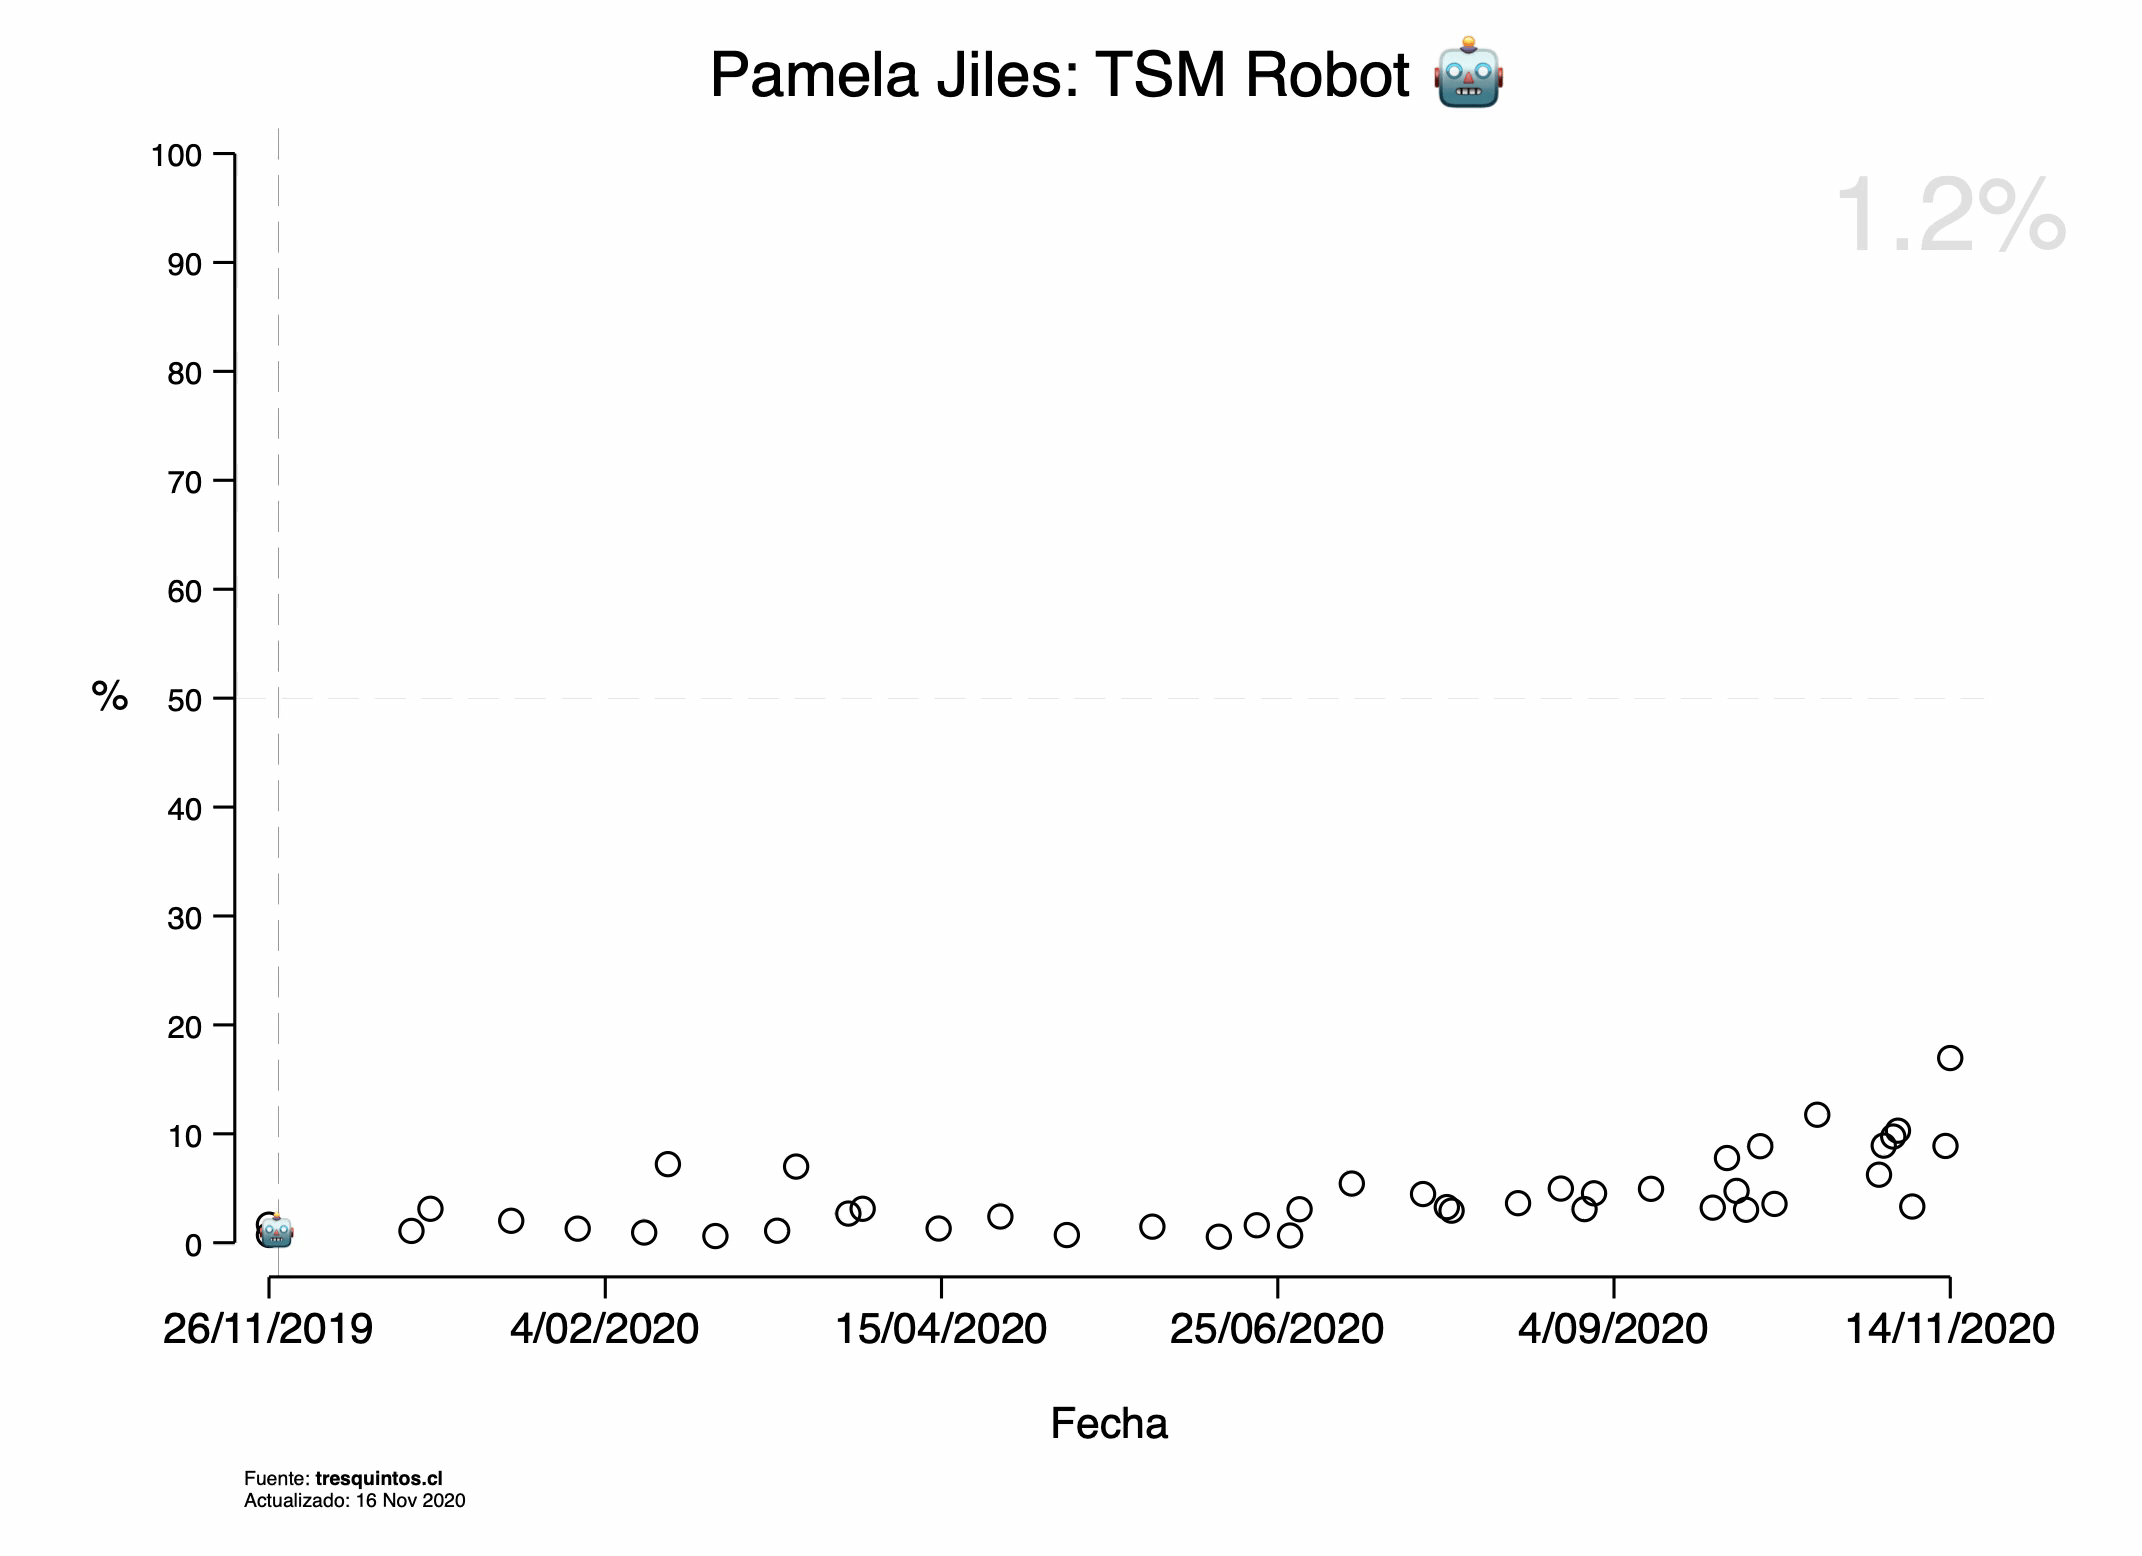 Pamela Jiles: TSM Robot 🤖
1.2%
100
90
80
70
60
50
40
30
20
10
0
%
26/11/2019 4/02/2020 15/04/2020 25/06/2020 4/09/2020 14/11/2020
Fecha
Fuente: tresquintos.cl
Actualizado: 16 Nov 2020